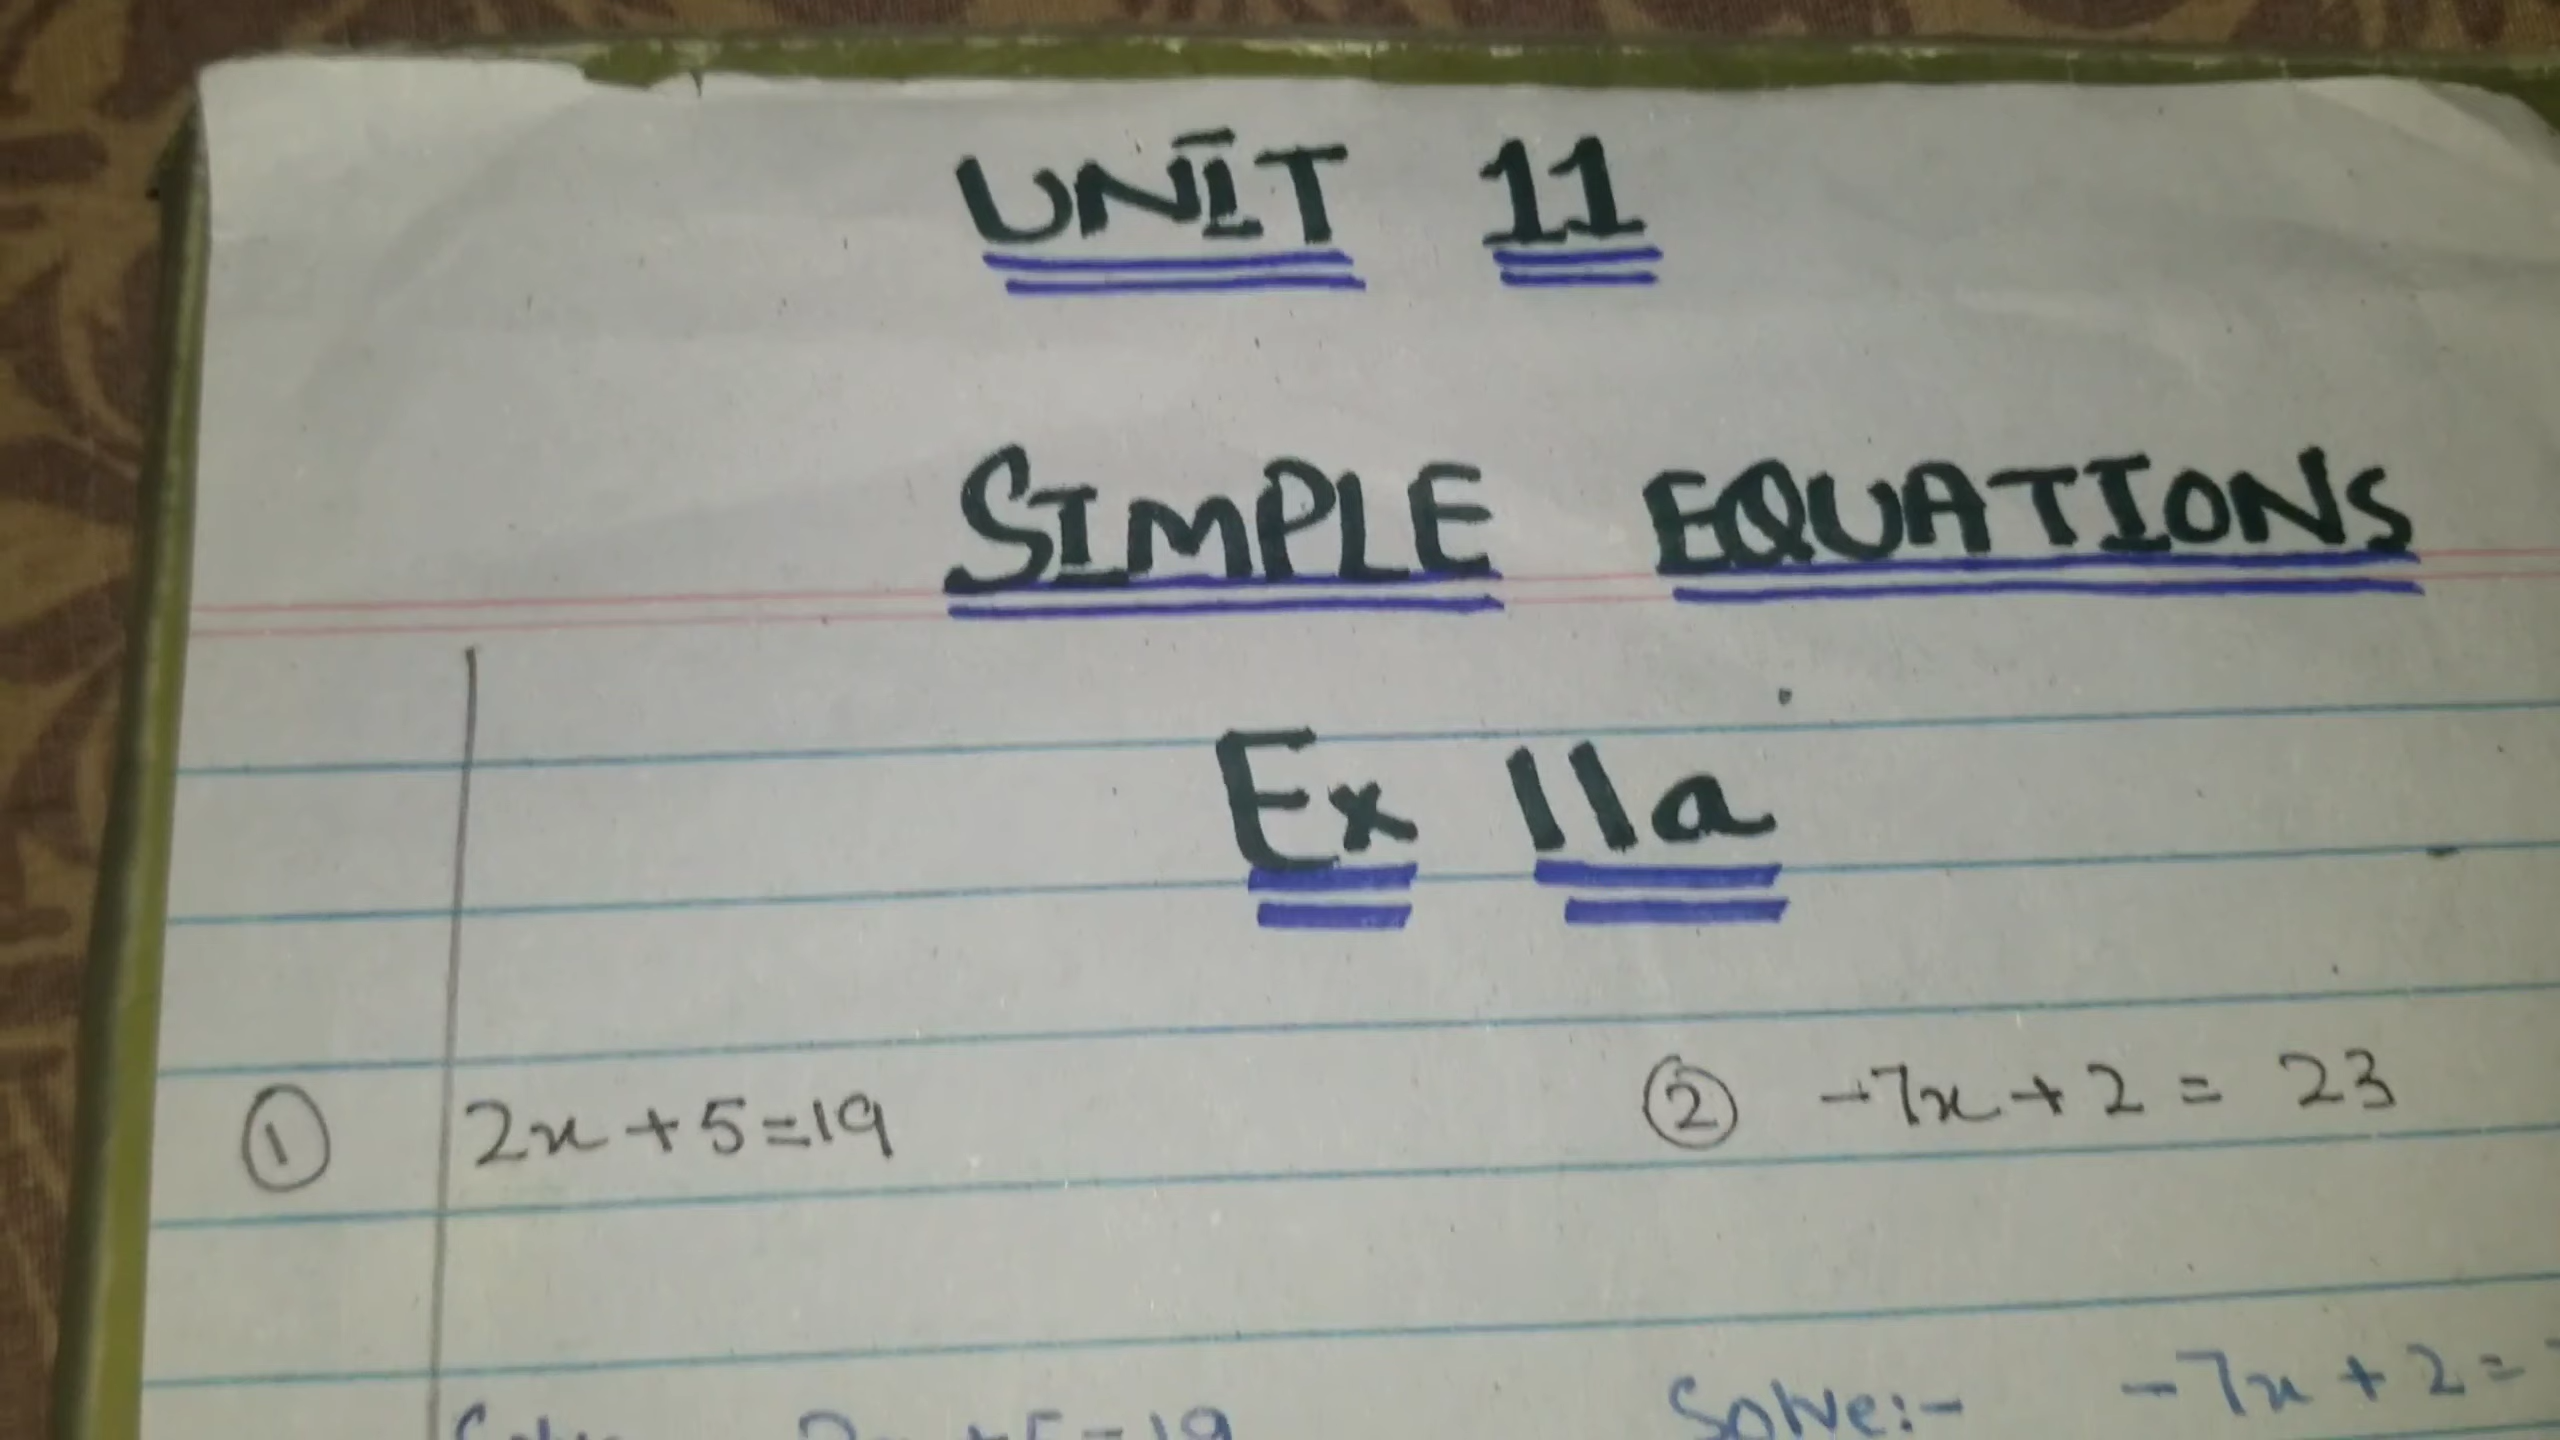 UNIT 11
SIMPLE EQUATIONS
Ex 11a
① 2x+5=19 ② -7x+2 = 23
Solve:- -7x+2=